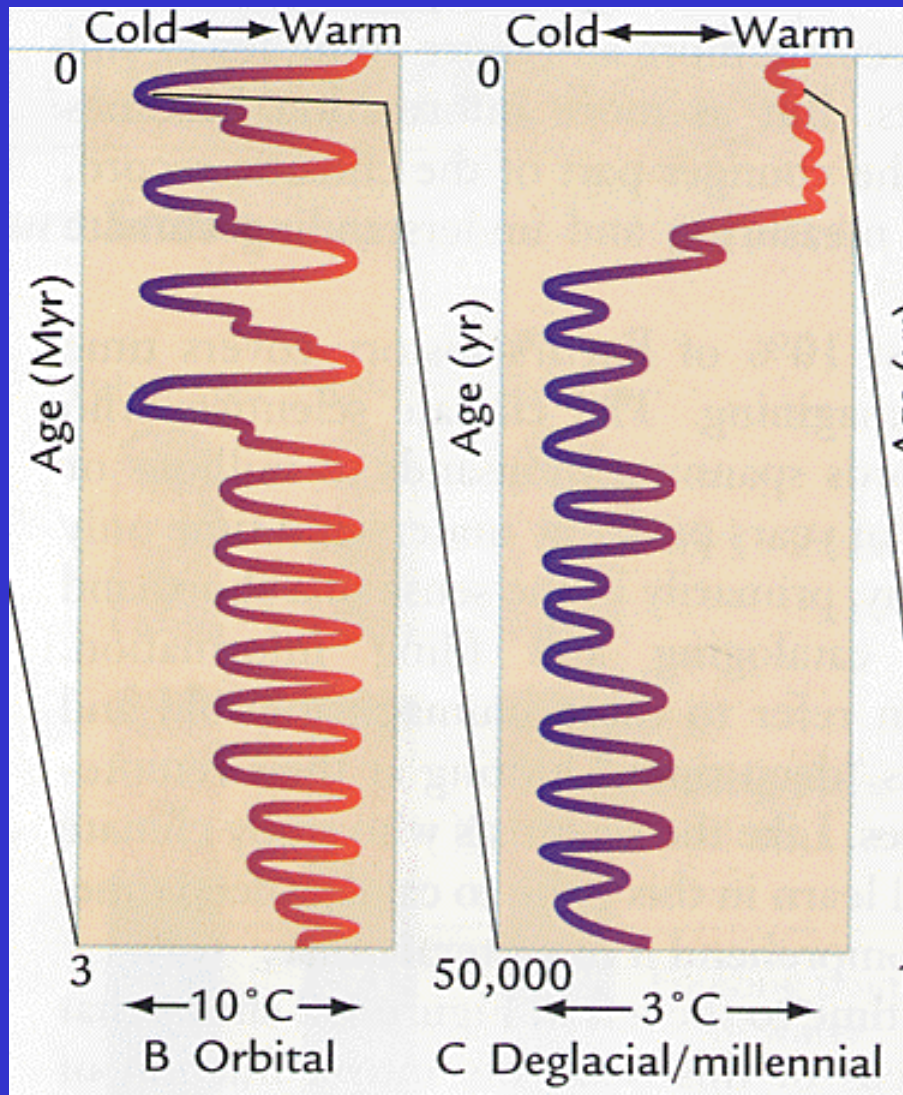 Cold Warm
0
Age (Myr)
3
10°C
B Orbital
Cold Warm
0
Age (yr)
50,000
3°C
C Deglacial/millennial